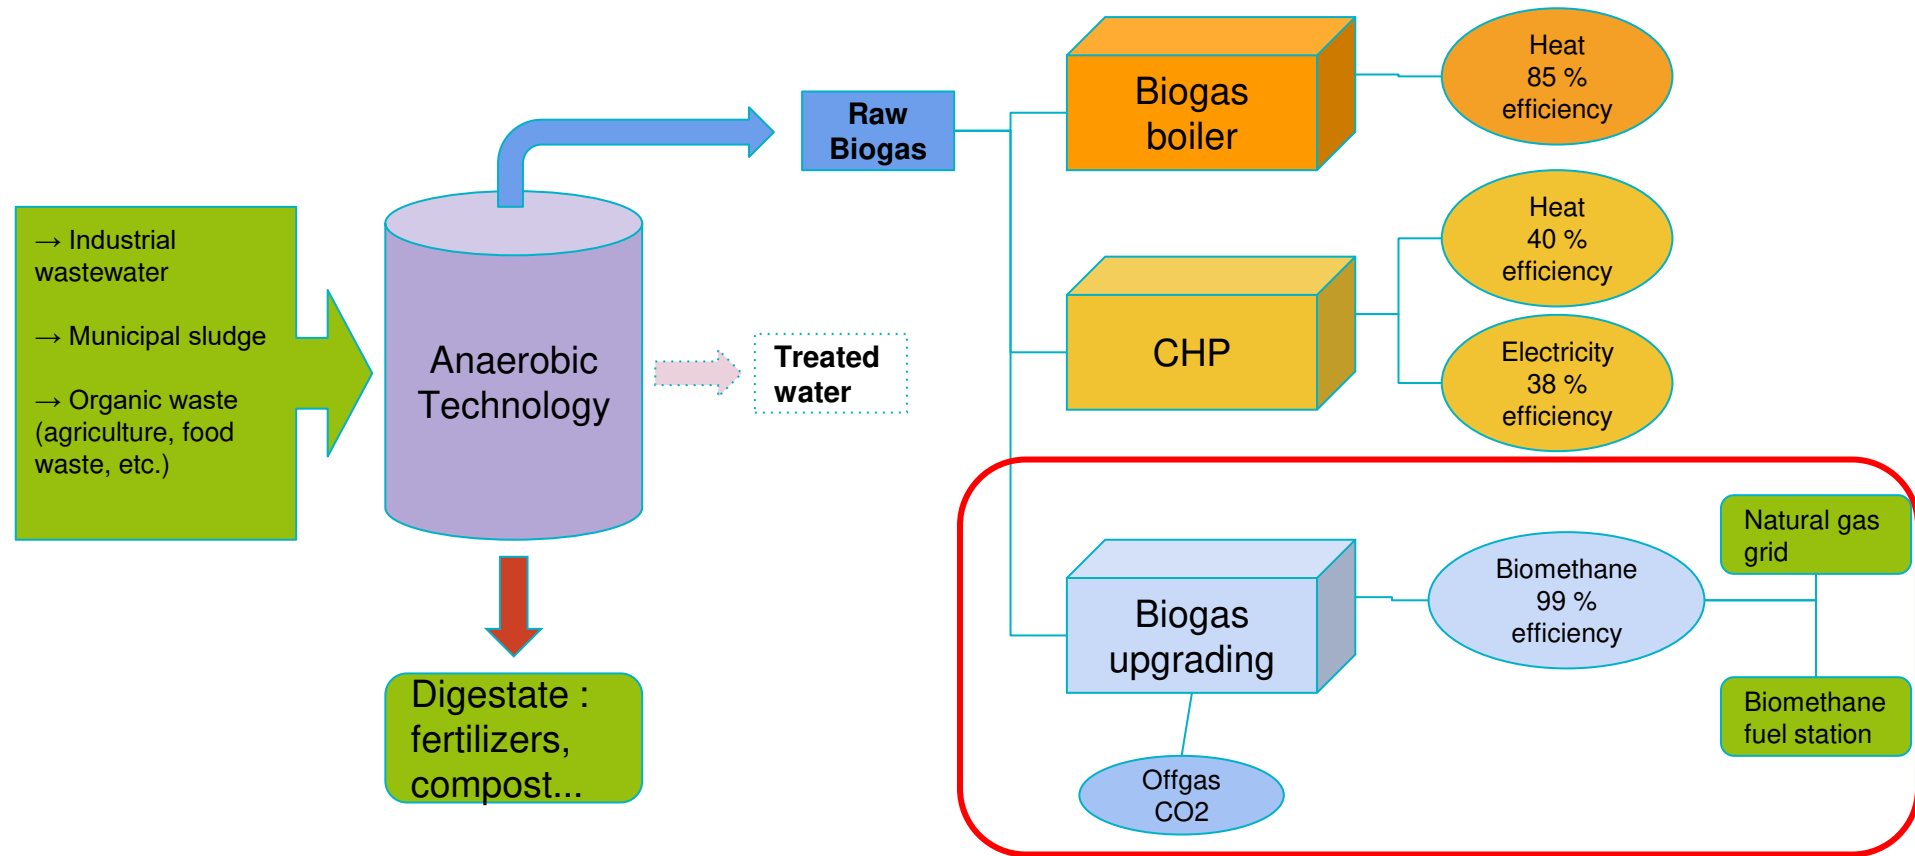 → Industrial
wastewater
→ Municipal sludge
→ Organic waste
(agriculture, food
waste, etc.)
Anaerobic
Technology
Digestate :
fertilizers,
compost...
Treated
water
Raw
Biogas
Biogas
boiler
Heat
85 %
efficiency
CHP
Heat
40 %
efficiency
Electricity
38 %
efficiency
Biogas
upgrading
Offgas
CO2
Biomethane
99 %
efficiency
Natural gas
grid
Biomethane
fuel station